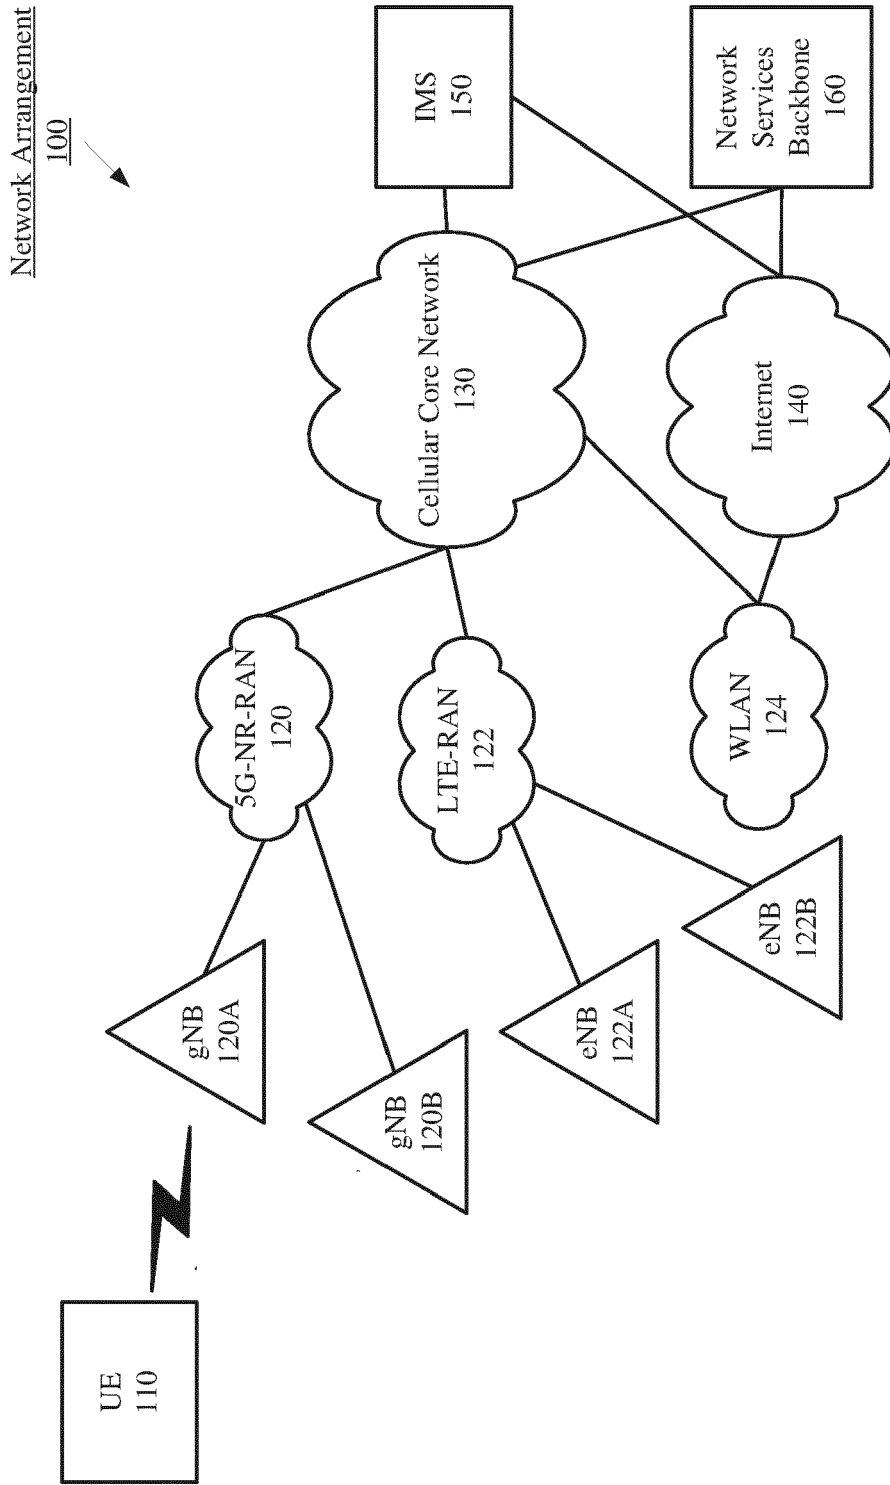 Network Arrangement
100
UE
110
gNB
120A
gNB
120B
eNB
122A
eNB
122B
5G-NR-RAN
120
LTE-RAN
122
WLAN
124
Cellular Core Network
130
Internet
140
IMS
150
Network
Services
Backbone
160